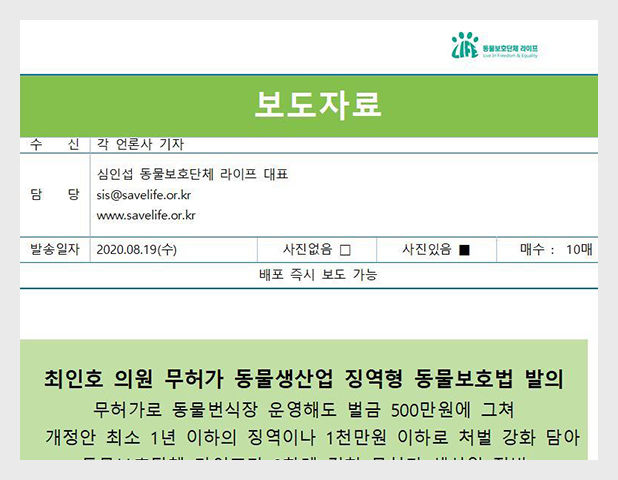 LIFE 동물보호단체 라이프
Live in Freedom & Equality
보도자료
수 신 각 언론사 기자
심인섭 동물보호단체 라이프 대표
담 당 sis@savelife.or.kr
www.savelife.or.kr
발송일자 2020.08.19(수) 사진없음 □ 사진있음 ■ 매수 : 10매
배포 즉시 보도 가능
최인호 의원 무허가 동물생산업 징역형 동물보호법 발의
무허가로 동물번식장 운영해도 벌금 500만원에 그쳐
개정안 최소 1년 이하의 징역이나 1천만원 이하로 처벌 강화 담아